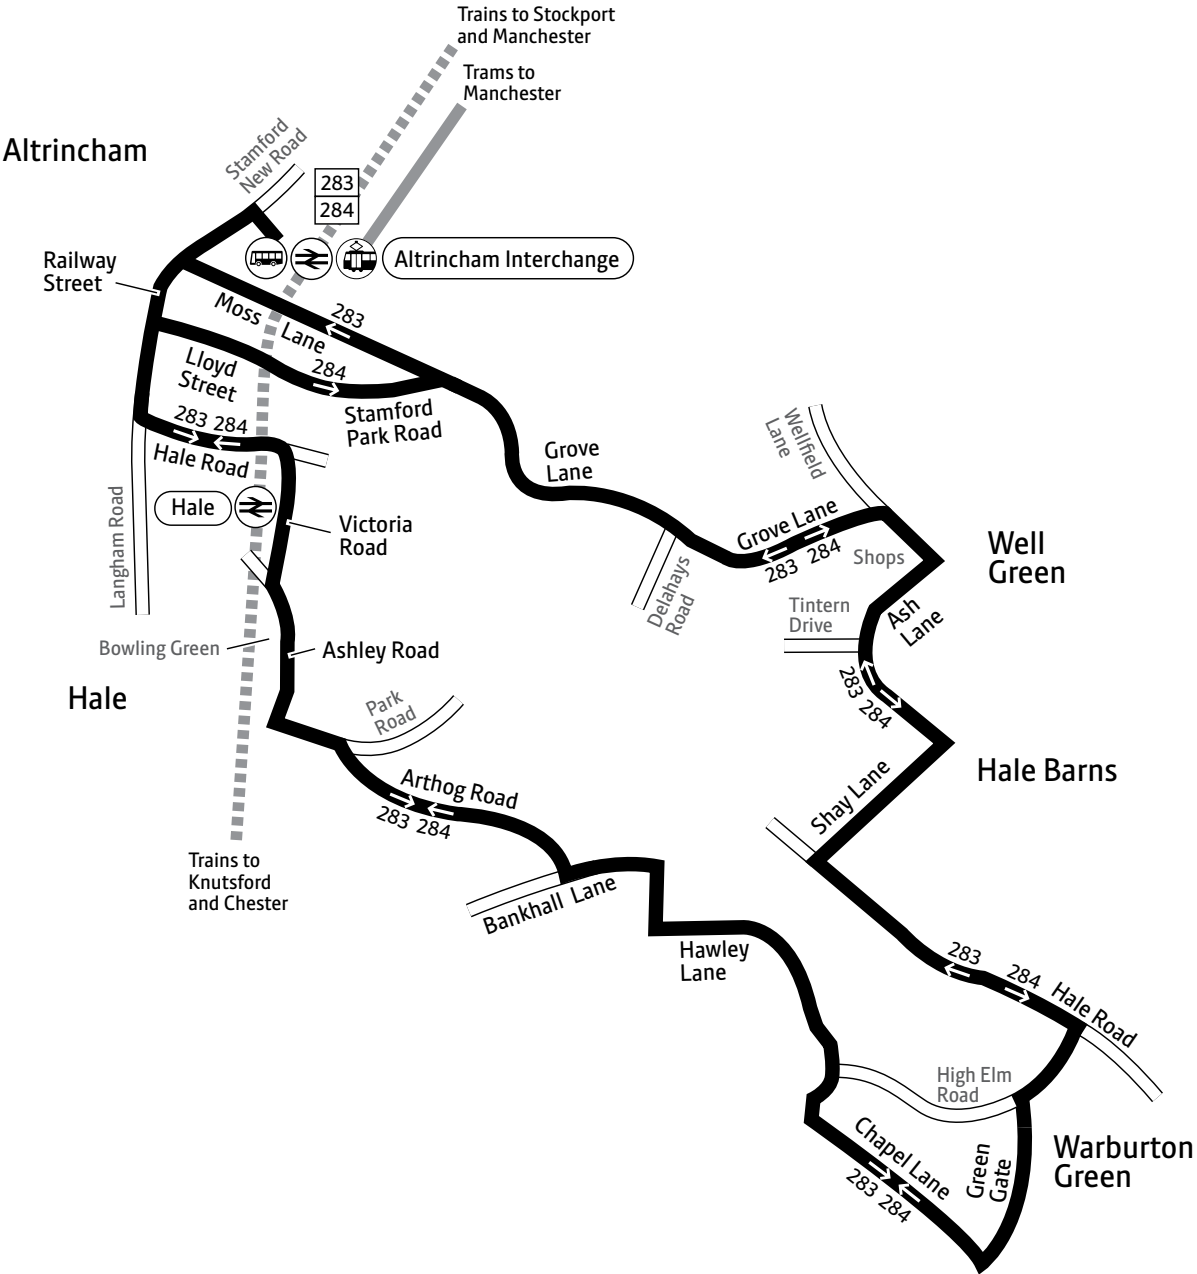 Trains to Stockport
and Manchester
Trams to
Manchester
Altrincham
Stamford
New Road
283
284
Altrincham Interchange
Railway
Street
Moss Lane
283
Lloyd
Street
284
Stamford
Park Road
283 284
Hale Road
Hale
Langham Road
Victoria
Road
Grove
Lane
Wellfield
Lane
Grove Lane
283 284
Shops
Well
Green
Delahays
Road
Tintern
Drive
Ash
Lane
Bowling Green
Ashley Road
283 284
Hale
Park
Road
Hale Barns
Arthog Road
283 284
Shay Lane
Trains to
Knutsford
and Chester
Bankhall Lane
Hawley
Lane
283
284
Hale Road
High Elm
Road
Chapel Lane
283 284
Green
Gate
Warburton
Green